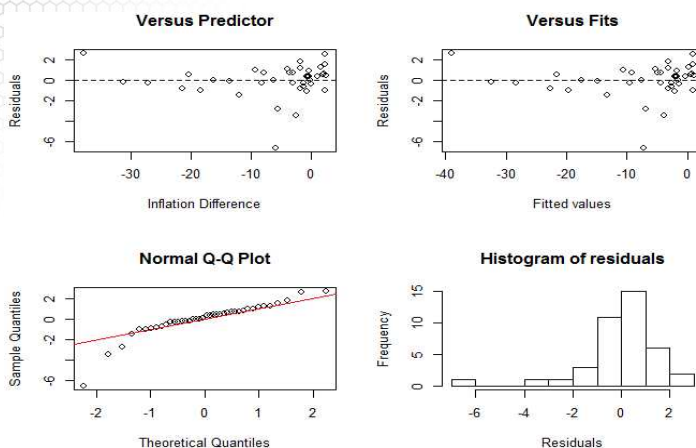 Versus Predictor
Residuals
2
0
-2
-6
-30
-20
-10
0
Inflation Difference
Versus Fits
Residuals
2
0
-2
-6
-40
-30
-20
-10
0
Fitted values
Normal Q-Q Plot
Sample Quantiles
2
0
-2
-6
-2
-1
0
1
2
Theoretical Quantiles
Histogram of residuals
Frequency
15
10
5
0
-6
-4
-2
0
2
Residuals